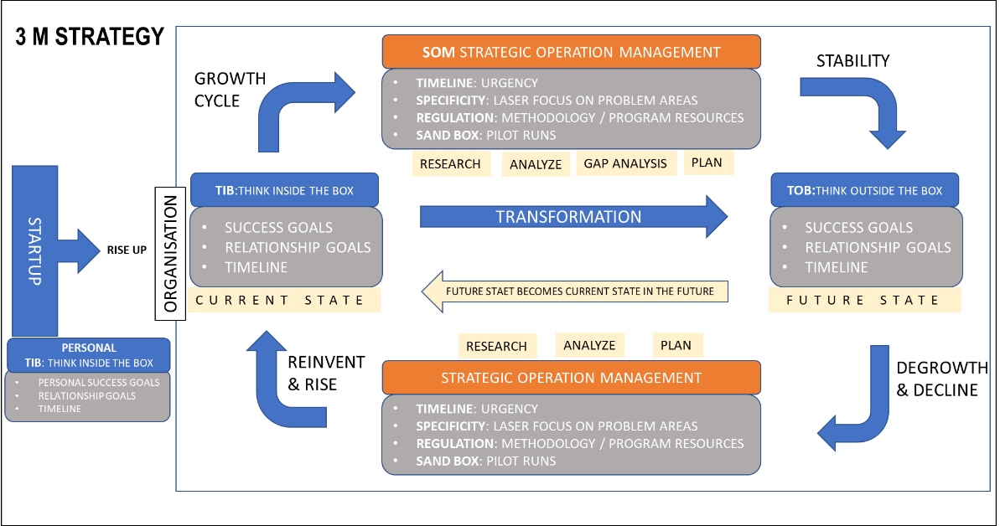 3 M STRATEGY
GROWTH
CYCLE
SOM STRATEGIC OPERATION MANAGEMENT
• TIMELINE: URGENCY
• SPECIFICITY: LASER FOCUS ON PROBLEM AREAS
• REGULATION: METHODOLOGY / PROGRAM RESOURCES
• SAND BOX: PILOT RUNS
STABILITY
RESEARCH
ANALYZE
GAP ANALYSIS
PLAN
STARTUP
RISE UP
ORGANISATION
TIB:THINK INSIDE THE BOX
• SUCCESS GOALS
• RELATIONSHIP GOALS
• TIMELINE
CURRENT STATE
TRANSFORMATION
FUTURE STAET BECOMES CURRENT STATE IN THE FUTURE
TOB:THINK OUTSIDE THE BOX
• SUCCESS GOALS
• RELATIONSHIP GOALS
• TIMELINE
FUTURE STATE
PERSONAL
TIB: THINK INSIDE THE BOX
• PERSONAL SUCCESS GOALS
• RELATIONSHIP GOALS
• TIMELINE
REINVENT
& RISE
RESEARCH
ANALYZE
PLAN
STRATEGIC OPERATION MANAGEMENT
• TIMELINE: URGENCY
• SPECIFICITY: LASER FOCUS ON PROBLEM AREAS
• REGULATION: METHODOLOGY / PROGRAM RESOURCES
• SAND BOX: PILOT RUNS
DEGROWTH
& DECLINE